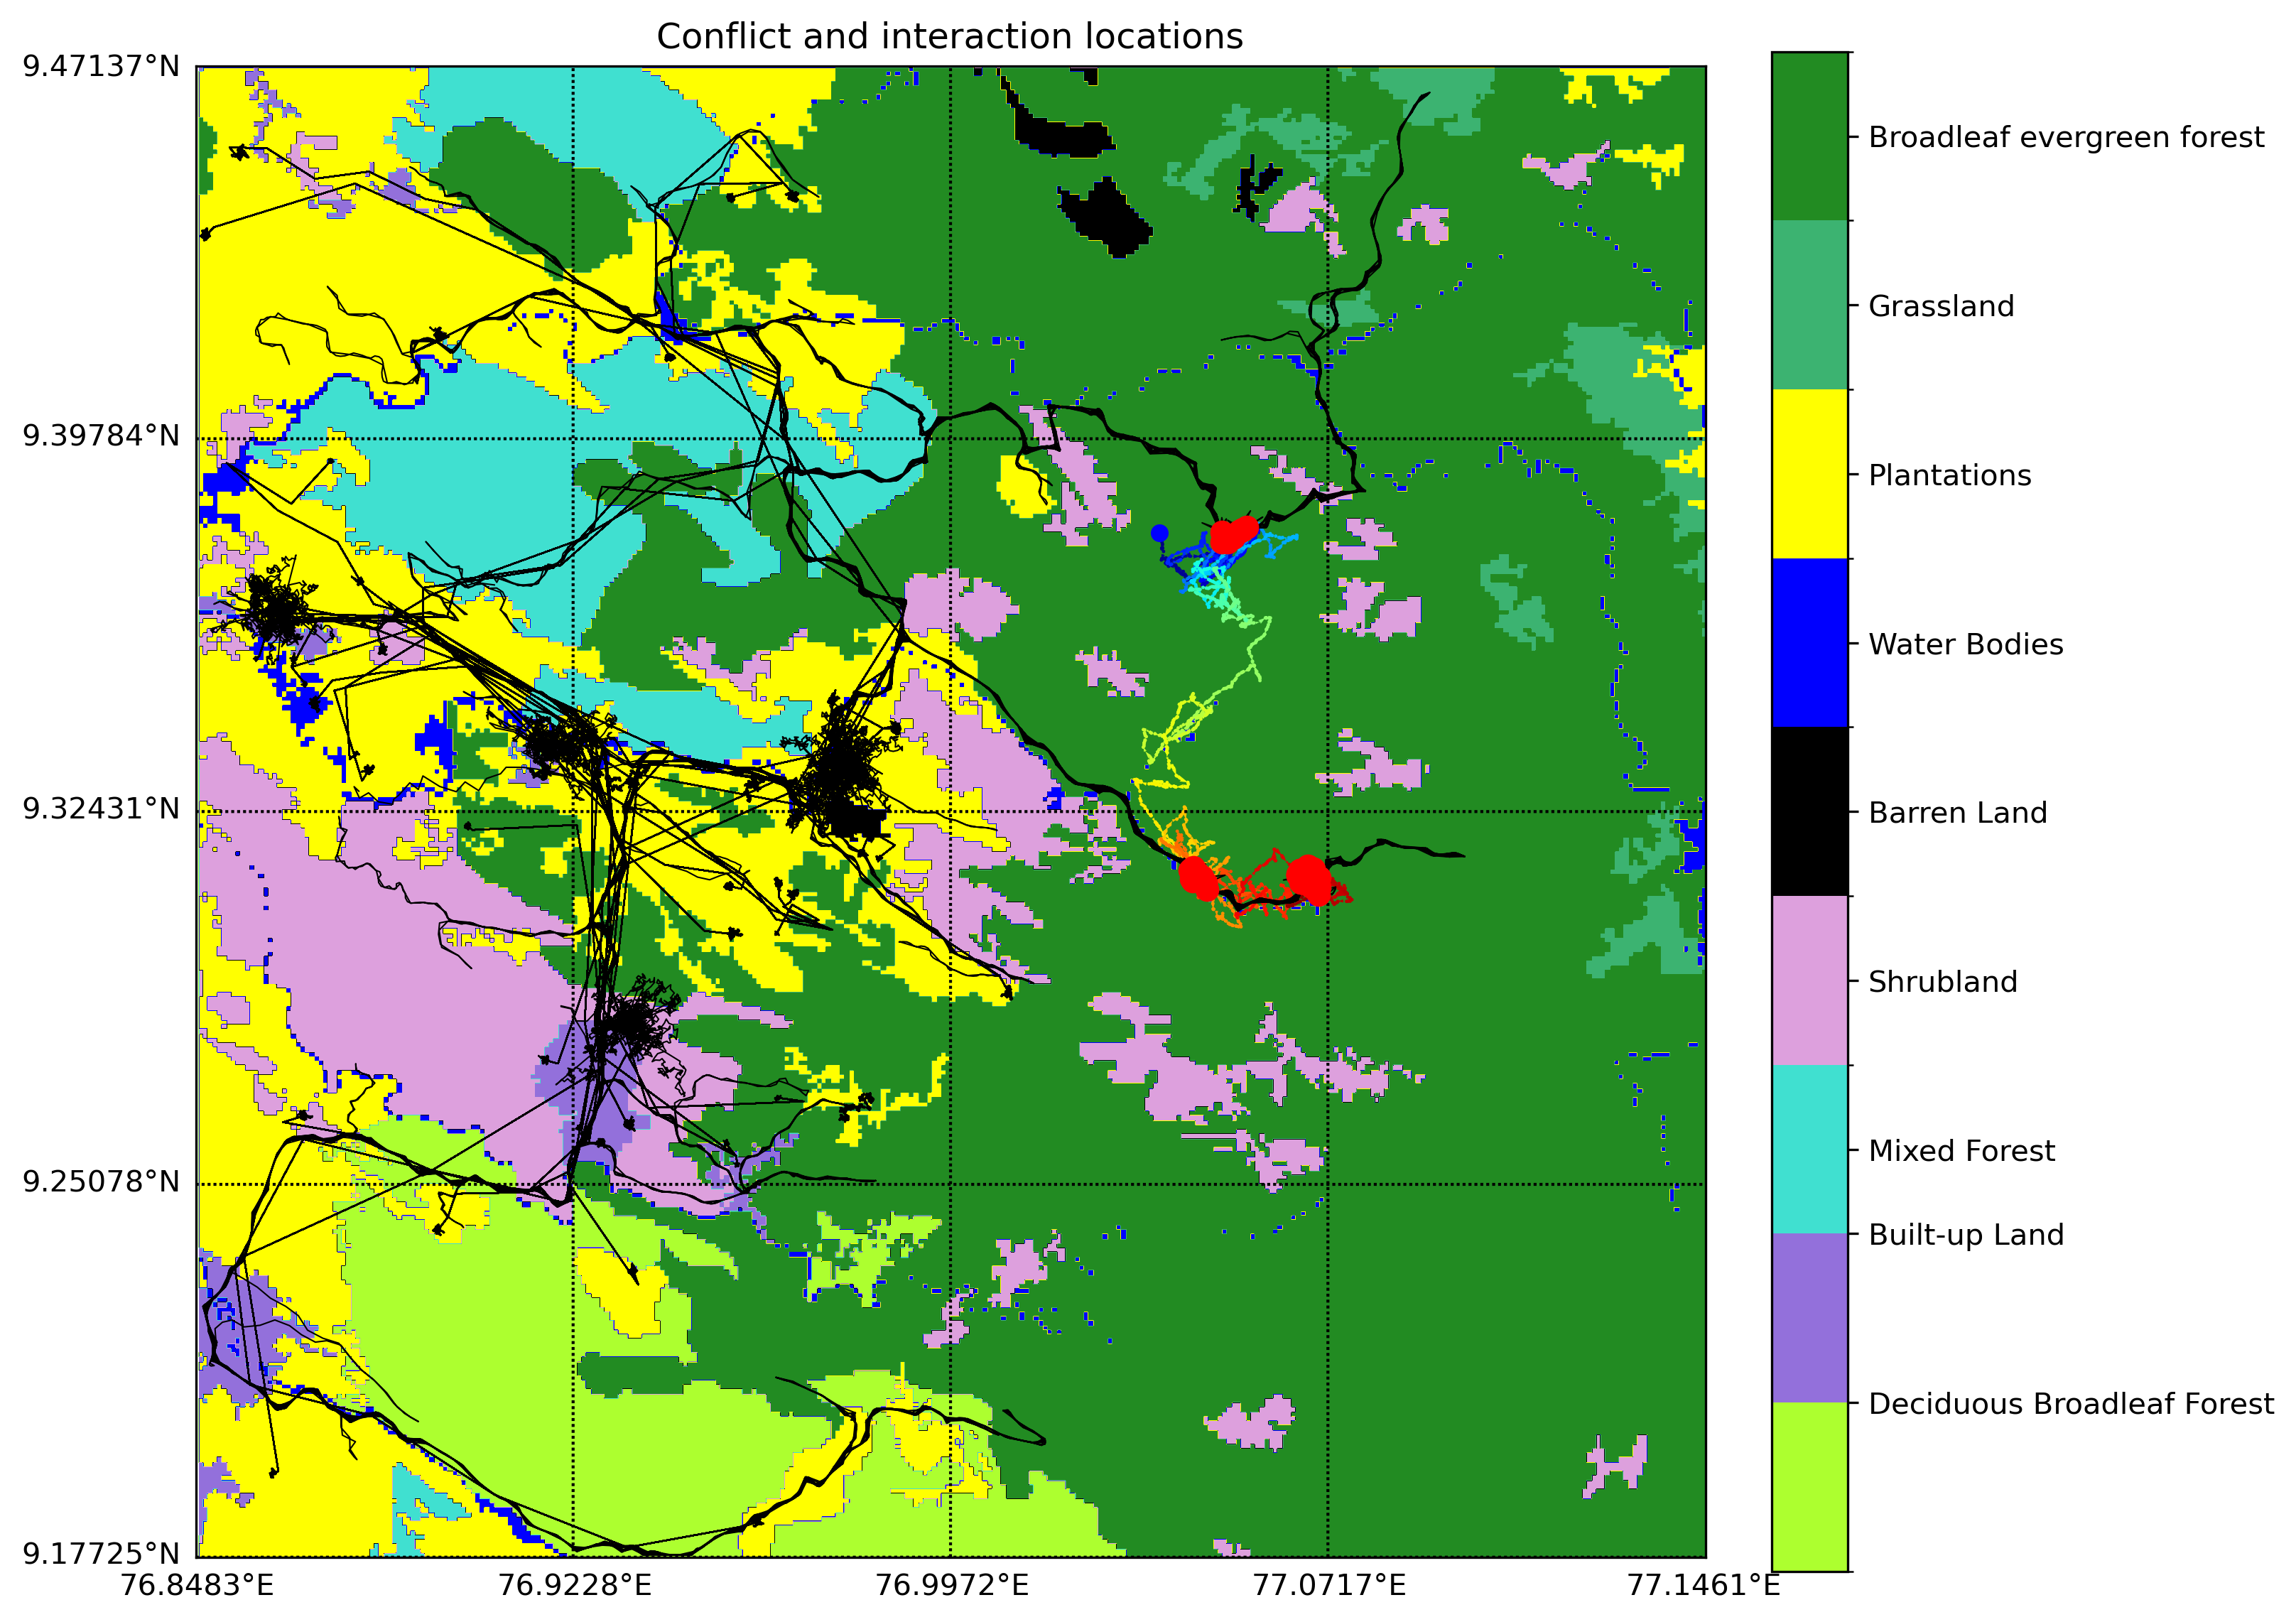 Conflict and interaction locations
9.47137°N
9.39784°N
9.32431°N
9.25078°N
9.17725°N
76.8483°E
76.9228°E
76.9972°E
77.0717°E
77.1461°E
Broadleaf evergreen forest
Grassland
Plantations
Water Bodies
Barren Land
Shrubland
Mixed Forest
Built-up Land
Deciduous Broadleaf Forest